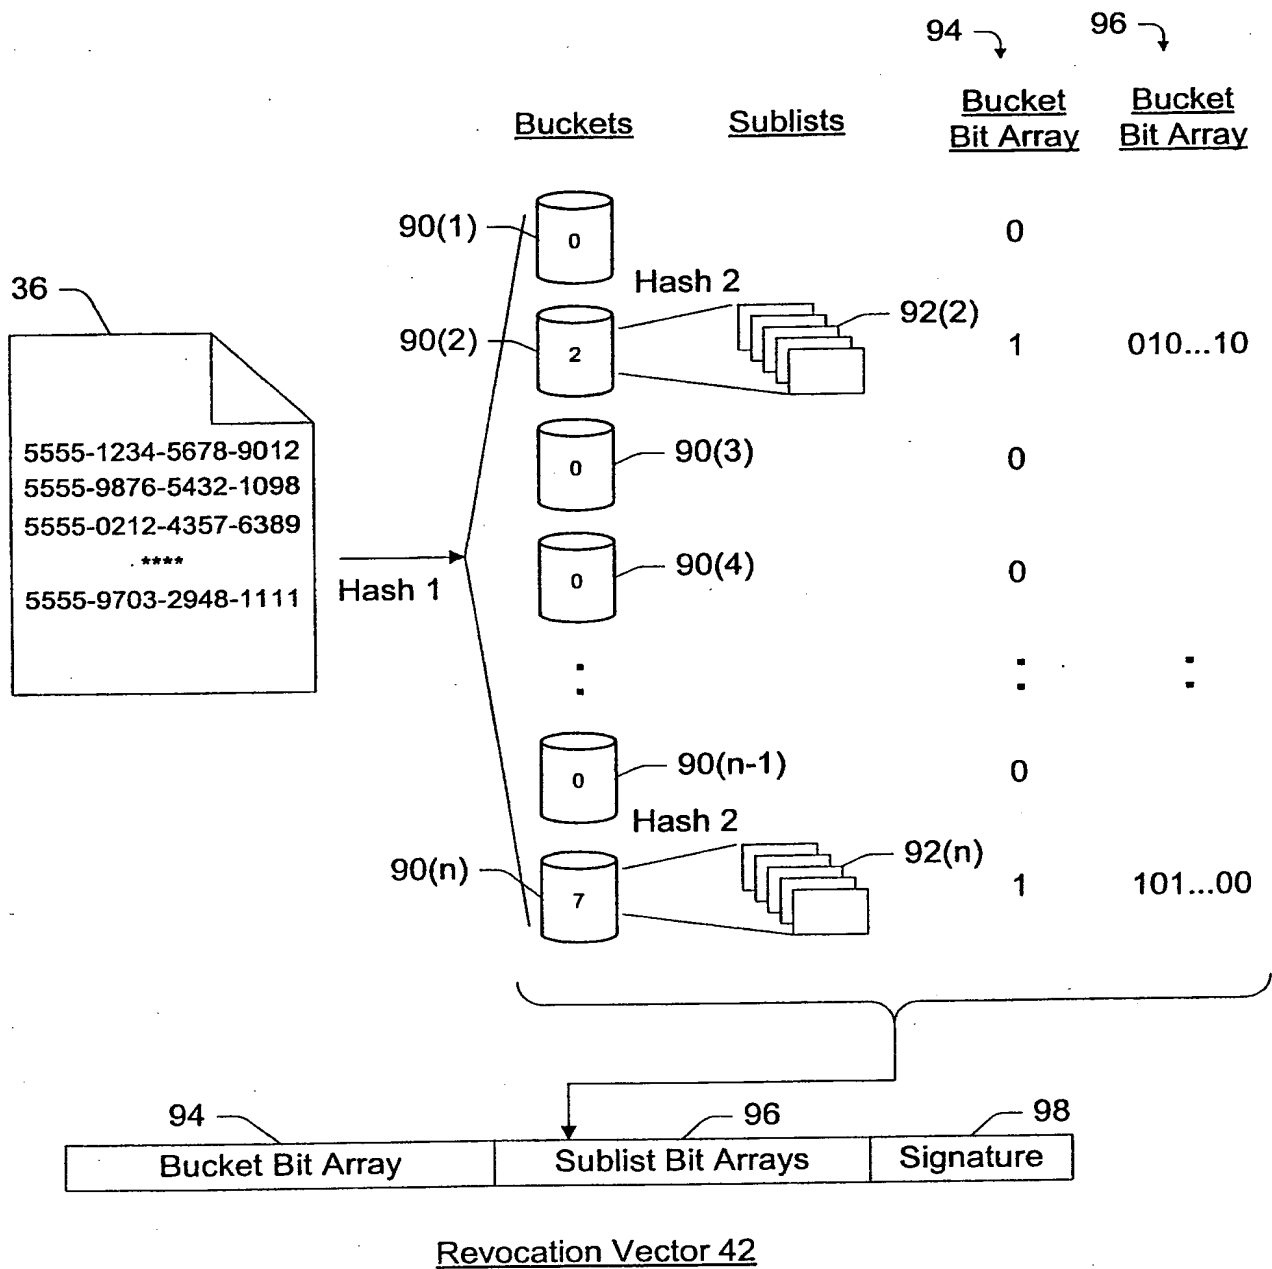 94
96
Buckets
Sublists
Bucket
Bit Array
Bucket
Bit Array
90(1)
0
0
36
Hash 2
90(2)
2
92(2)
1
010...10
5555-1234-5678-9012
5555-9876-5432-1098
5555-0212-4357-6389
****
5555-9703-2948-1111
0
90(3)
0
Hash 1
0
90(4)
0
:
:
:
0
90(n-1)
0
Hash 2
90(n)
7
92(n)
1
101...00
94
96
98
Bucket Bit Array
Sublist Bit Arrays
Signature
Revocation Vector 42